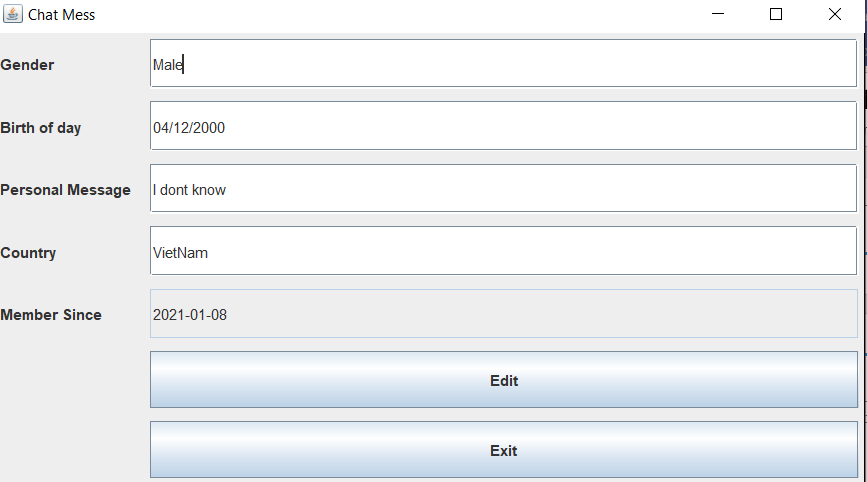 Chat Mess
Gender Male
Birth of day 04/12/2000
Personal Message I dont know
Country VietNam
Member Since 2021-01-08
Edit
Exit